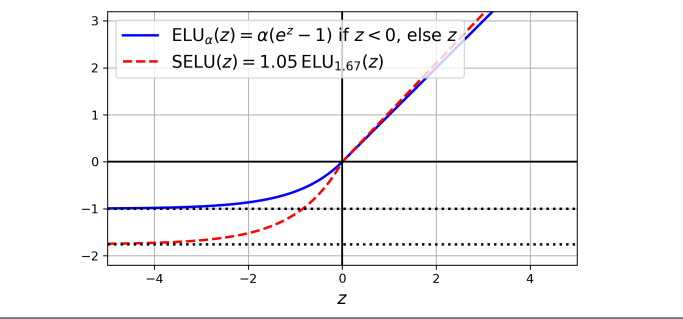 3
ELUα(z) = α(e^z − 1) if z < 0, else z
SELU(z) = 1.05 ELU1.67(z)
2
1
0
−1
−2
−4 −2 0 2 4
z